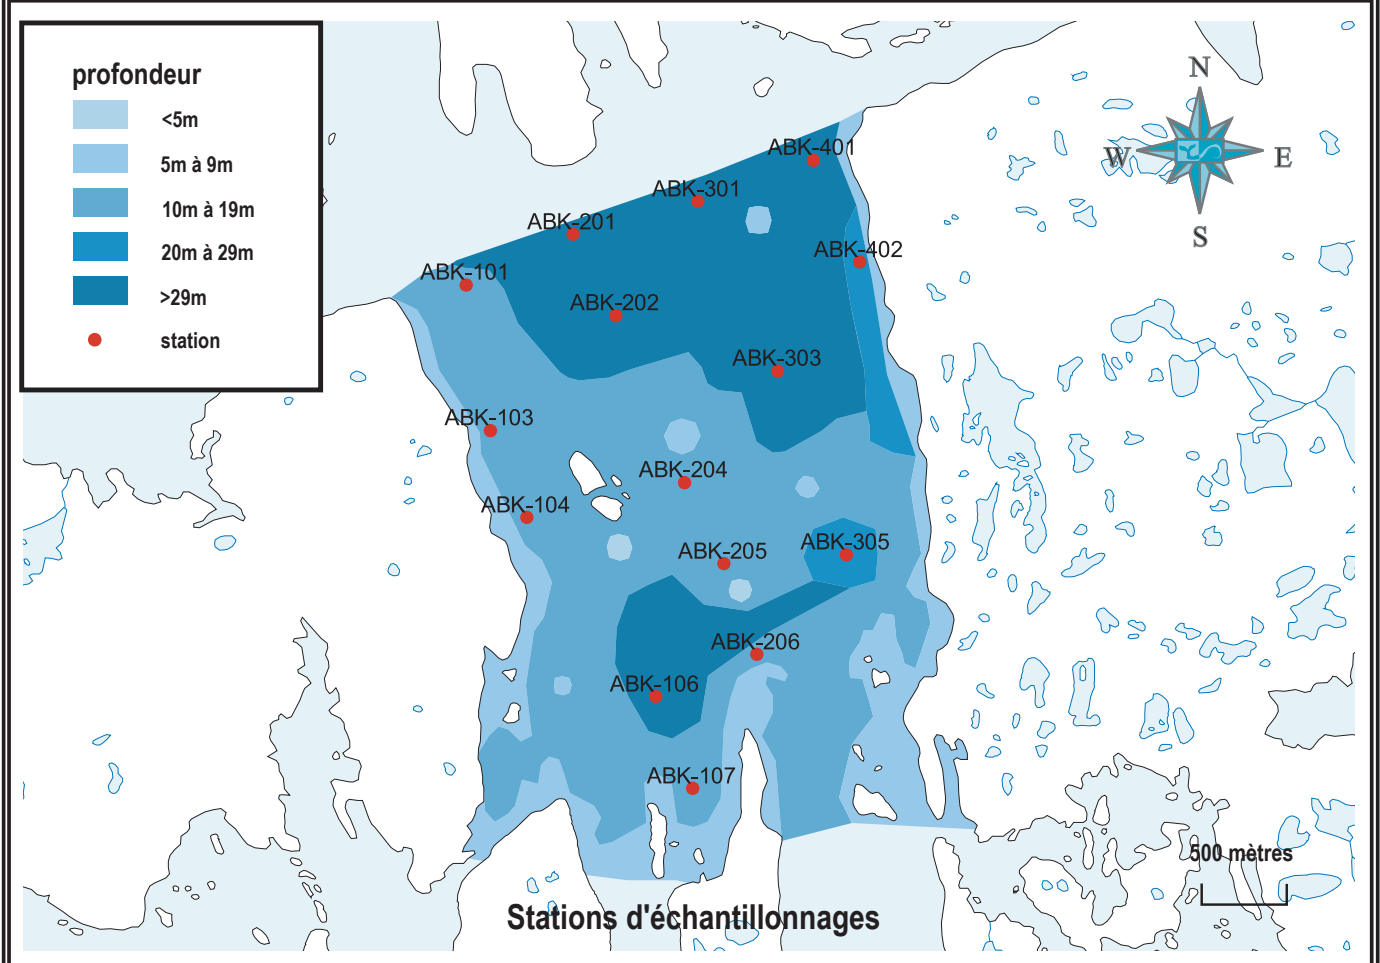 profondeur
<5m
5m à 9m
10m à 19m
20m à 29m
>29m
station
N
W
E
S
ABK-401
ABK-301
ABK-201
ABK-402
ABK-101
ABK-202
ABK-303
ABK-103
ABK-204
ABK-104
ABK-305
ABK-205
ABK-206
ABK-106
ABK-107
500 mètres
Stations d'échantillonnages